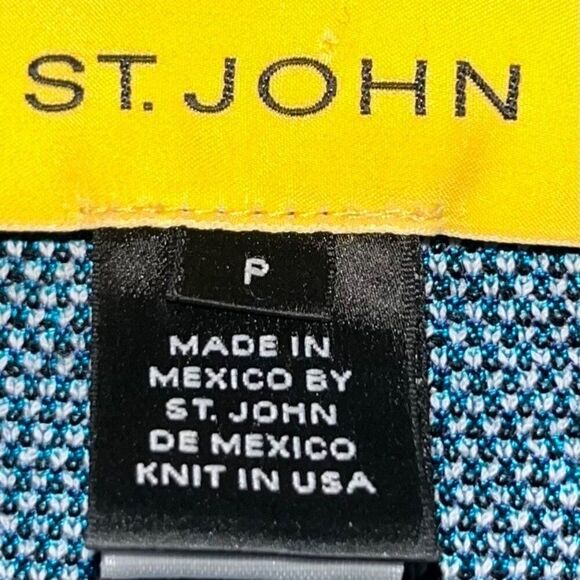 ST. JOHN
P
MADE IN
MEXICO BY
ST. JOHN
DE MEXICO
KNIT IN USA